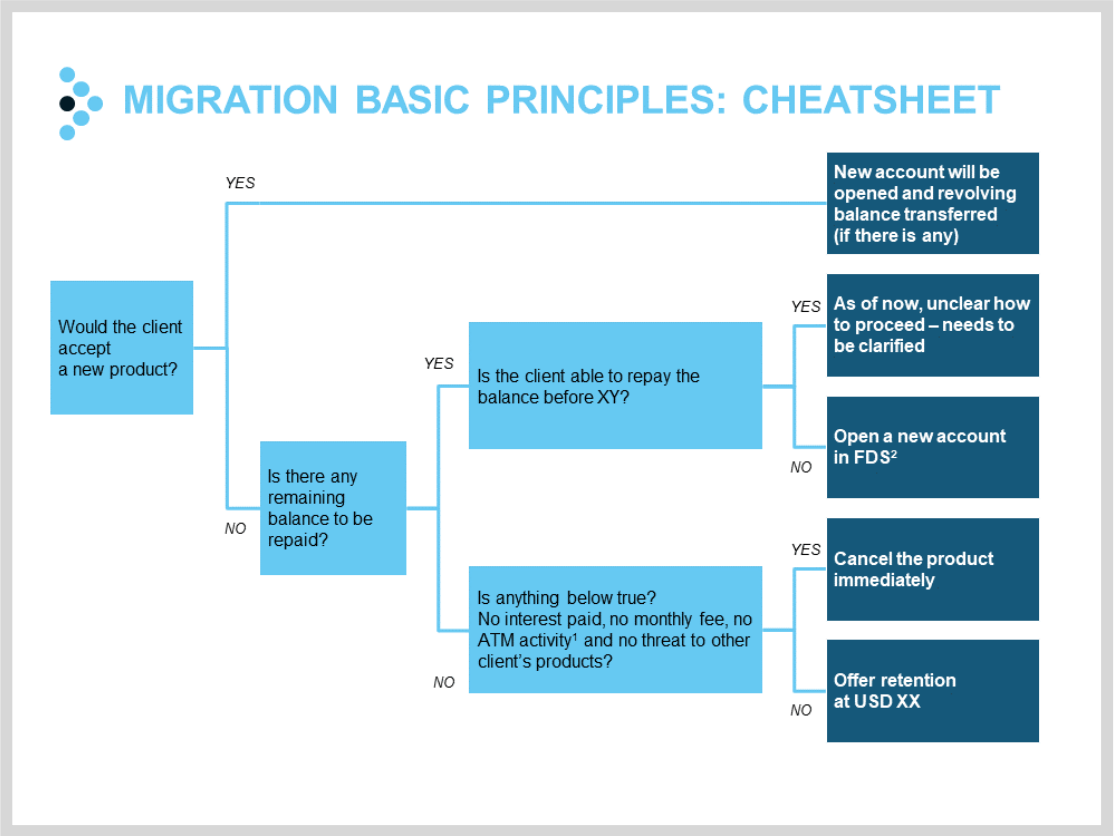 MIGRATION BASIC PRINCIPLES: CHEATSHEET
YES
New account will be
opened and revolving
balance transferred
(if there is any)
Would the client
accept
a new product?
NO
Is there any
remaining
balance to be
repaid?
YES
Is the client able to repay the
balance before XY?
YES
As of now, unclear how
to proceed – needs to
be clarified
NO
Open a new account
in FDS²
NO
Is anything below true?
No interest paid, no monthly fee, no
ATM activity¹ and no threat to other
client’s products?
YES
Cancel the product
immediately
NO
Offer retention
at USD XX